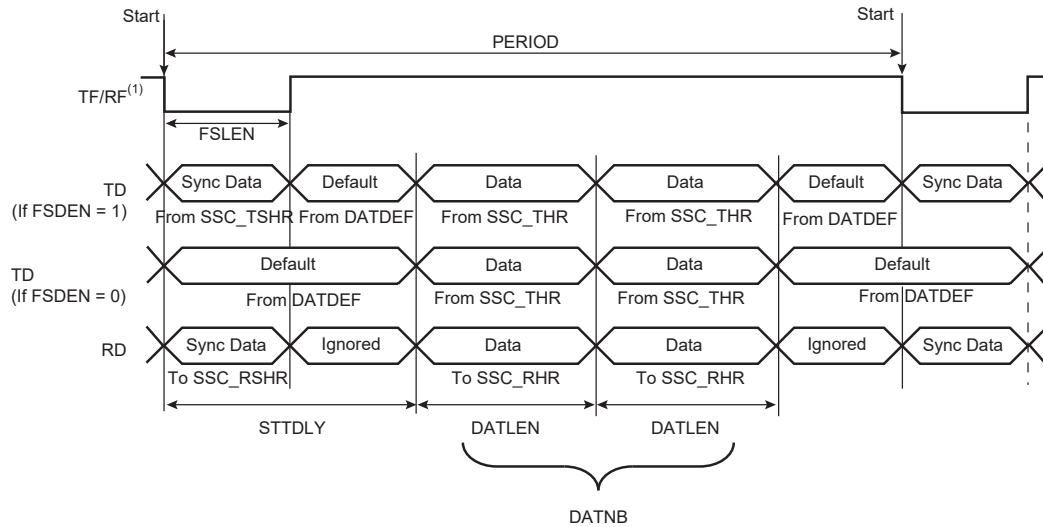 Start Start
PERIOD
TF/RF(1)
FSLEN
TD
(If FSDEN = 1)
Sync Data Default Data Data Default Sync Data
From SSC_TSHR From DATDEF From SSC_THR From SSC_THR From DATDEF
TD
(If FSDEN = 0)
Default Data Data Default
From DATDEF From SSC_THR From SSC_THR From DATDEF
RD Sync Data Ignored Data Data Ignored Sync Data
To SSC_RSHR To SSC_RHR To SSC_RHR
STTDLY DATLEN DATLEN
DATNB